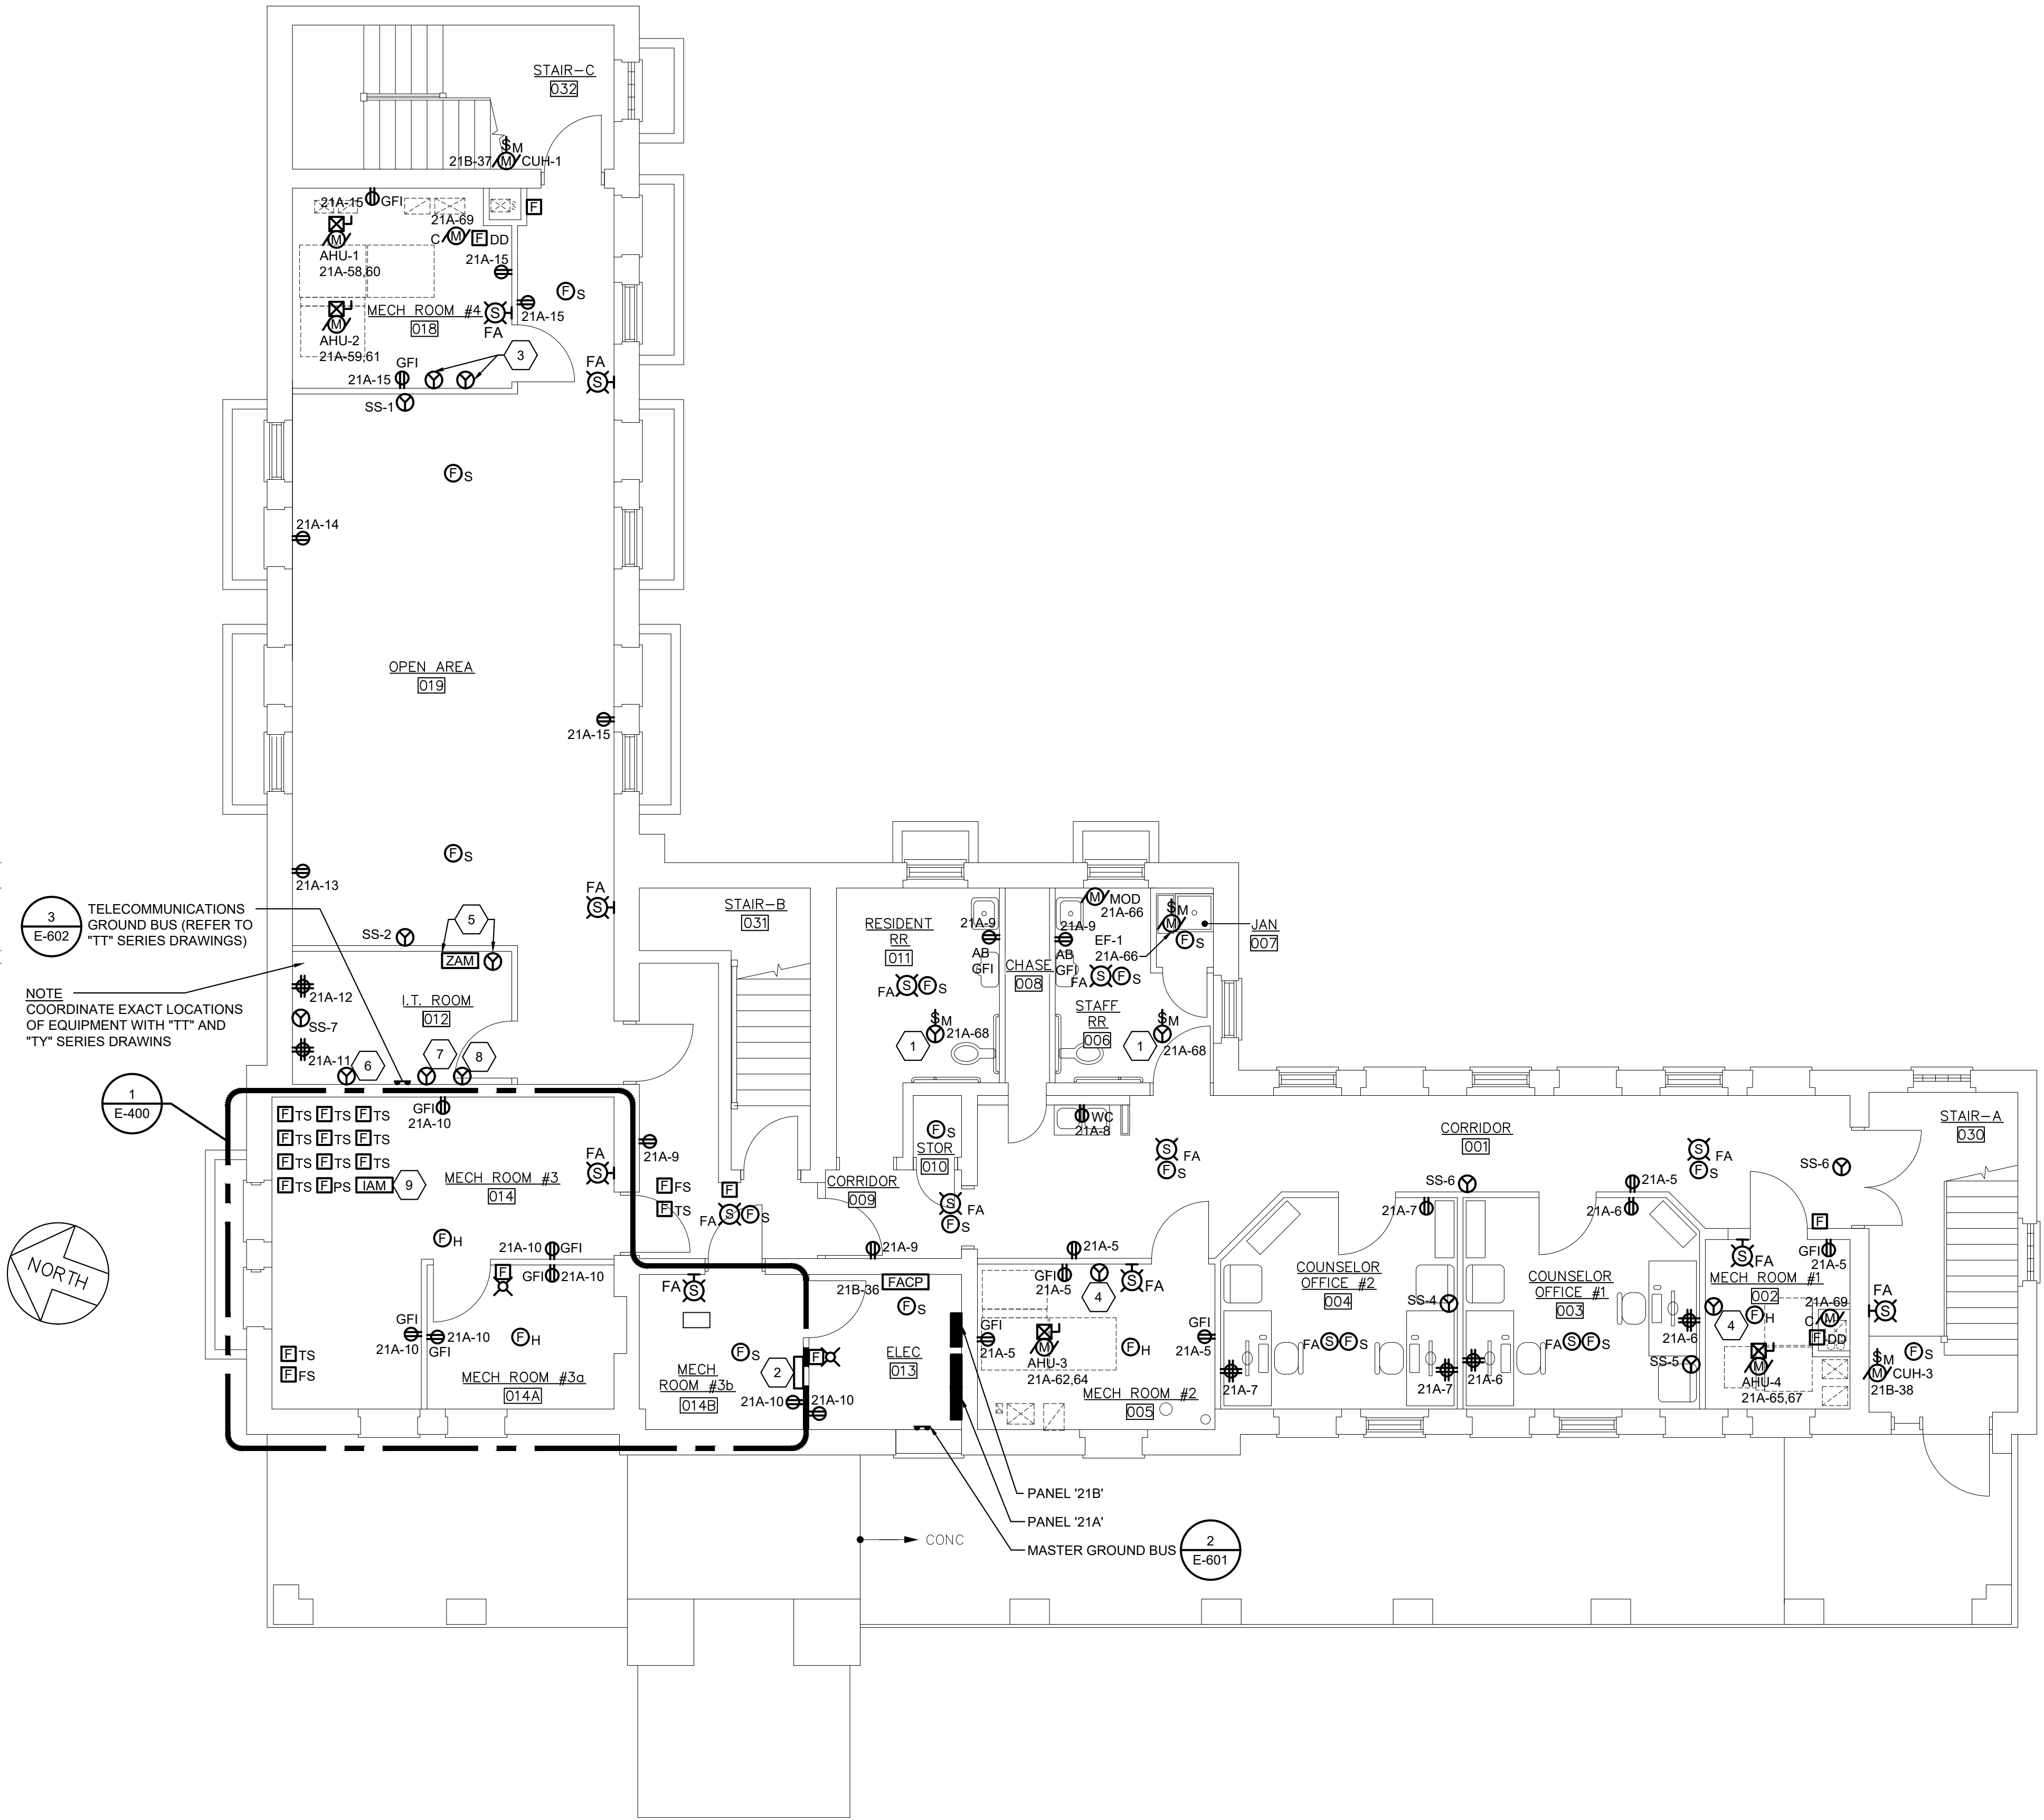 STAIR-C
032
$M
21B-37 M CUH-1
21A-15 GFI
F
21A-69
C M F DD
M
AHU-1
21A-58,60
21A-15
F S
MECH ROOM #4
018
S
FA
21A-15
M
AHU-2
21A-59,61
GFI
21A-15
3
FA
S
SS-1
F S
21A-14
OPEN AREA
019
21A-15
F S
21A-13
FA
S
3
E-602
TELECOMMUNICATIONS
GROUND BUS (REFER TO
"TT" SERIES DRAWINGS)
SS-2
5
ZAM
NOTE
COORDINATE EXACT LOCATIONS
OF EQUIPMENT WITH "TT" AND
"TY" SERIES DRAWINS
21A-12
I.T. ROOM
012
SS-7
21A-11
6
7
8
STAIR-B
031
RESIDENT
RR
011
21A-9
AB
GFI
FA S F S
$M
21A-68
1
CHASE
008
21A-9
AB
GFI
M MOD
21A-66
EF-1
21A-66
$M
M
F S
JAN
007
FA S F S
STAFF
RR
006
$M
1
21A-68
1
E-400
F TS F TS F TS
F TS F TS F TS
F TS F TS F TS
F TS F PS IAM 9
GFI
21A-10
MECH ROOM #3
014
FA
S
21A-9
F FS
F TS
F
FA S F S
F H
21A-10 GFI
GFI 21A-10
F
GFI
21A-10
21A-10
GFI
F H
MECH ROOM #3a
014A
F TS
F FS
FA S
F S
MECH
ROOM #3b
014B
2
21A-10
21A-10
F
CORRIDOR
009
21A-9
STOR
010
F S
S FA
F S
21B-36
FACP
F S
ELEC
013
WC
21A-8
S FA
F S
21A-5
GFI
21A-5
4
S FA
GFI
21A-5
M
AHU-3
21A-62,64
F H
GFI
21A-5
MECH ROOM #2
005
CORRIDOR
001
SS-6
S FA
F S
SS-6
STAIR-A
030
21A-5
21A-7
21A-6
COUNSELOR
OFFICE #2
004
SS-4
FA S F S
21A-7
21A-7
COUNSELOR
OFFICE #1
003
FA S F S
21A-6
21A-6
SS-5
F
GFI
21A-5
S FA
MECH ROOM #1
002
4
F H
21A-69
C M
F DD
M
AHU-4
21A-65,67
FA
S
$M
F S
M CUH-3
21B-38
PANEL '21B'
PANEL '21A'
MASTER GROUND BUS
2
E-601
CONC
NORTH